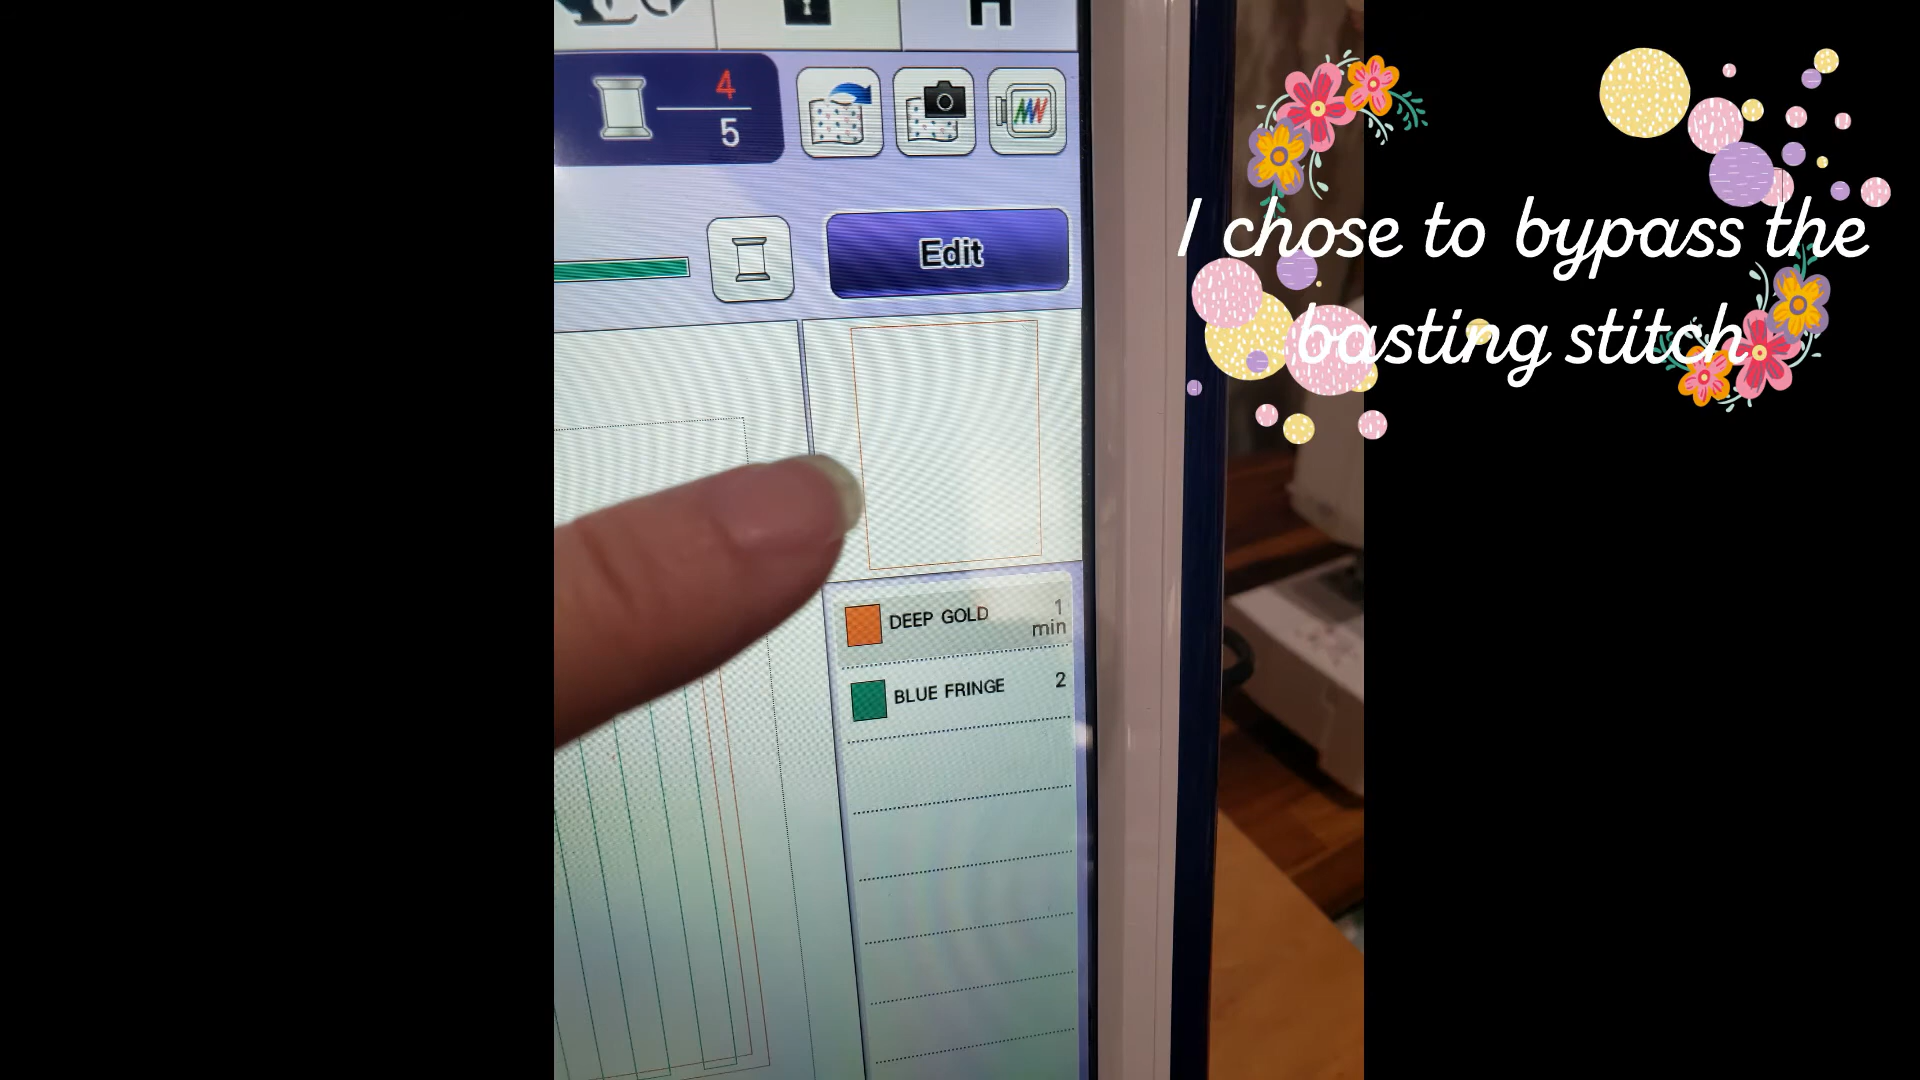 4
5
Edit
I chose to bypass the
basting stitch
DEEP GOLD 1
min
BLUE FRINGE 2